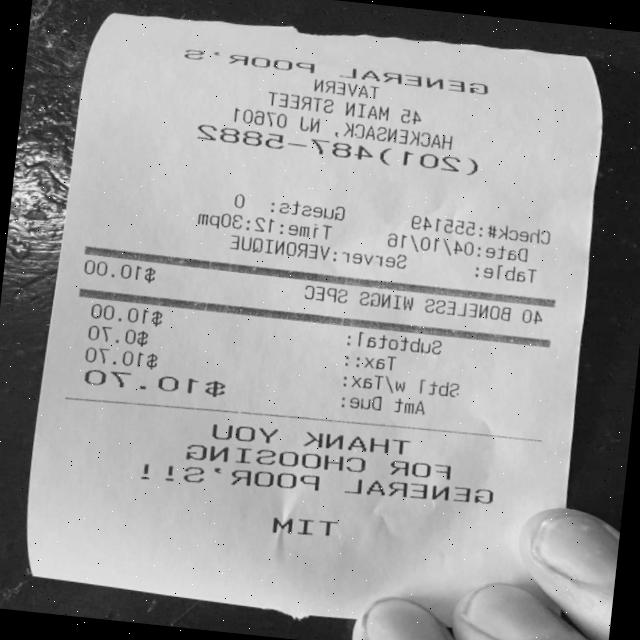 GENERAL POOR'S
TAVERN
45 MAIN STREET
HACKENSACK, NJ 07601
(201)487-5882
Check#:555149 Guests: 0
Date:04/10/16 Time:12:30pm
Table: Server:VERONIQUE
40 BONELESS WINGS SPEC $10.00
Subtotal: $10.00
Tax:: $0.70
Sbtl w/Tax: $10.70
Amt Due: $10.70
THANK YOU
FOR CHOOSING
GENERAL POOR'S!!
TIM